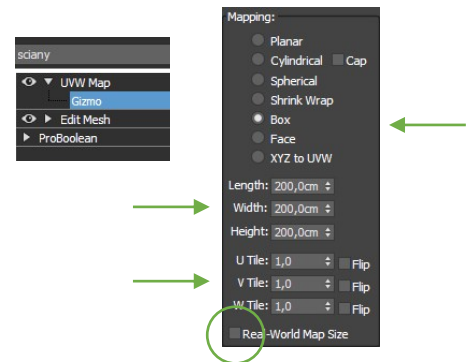 sciany
UVW Map
Gizmo
Edit Mesh
ProBoolean
Mapping:
Planar
Cylindrical Cap
Spherical
Shrink Wrap
Box
Face
XYZ to UVW
Length: 200,0cm
Width: 200,0cm
Height: 200,0cm
U Tile: 1,0 Flip
V Tile: 1,0 Flip
W Tile: 1,0 Flip
Real-World Map Size